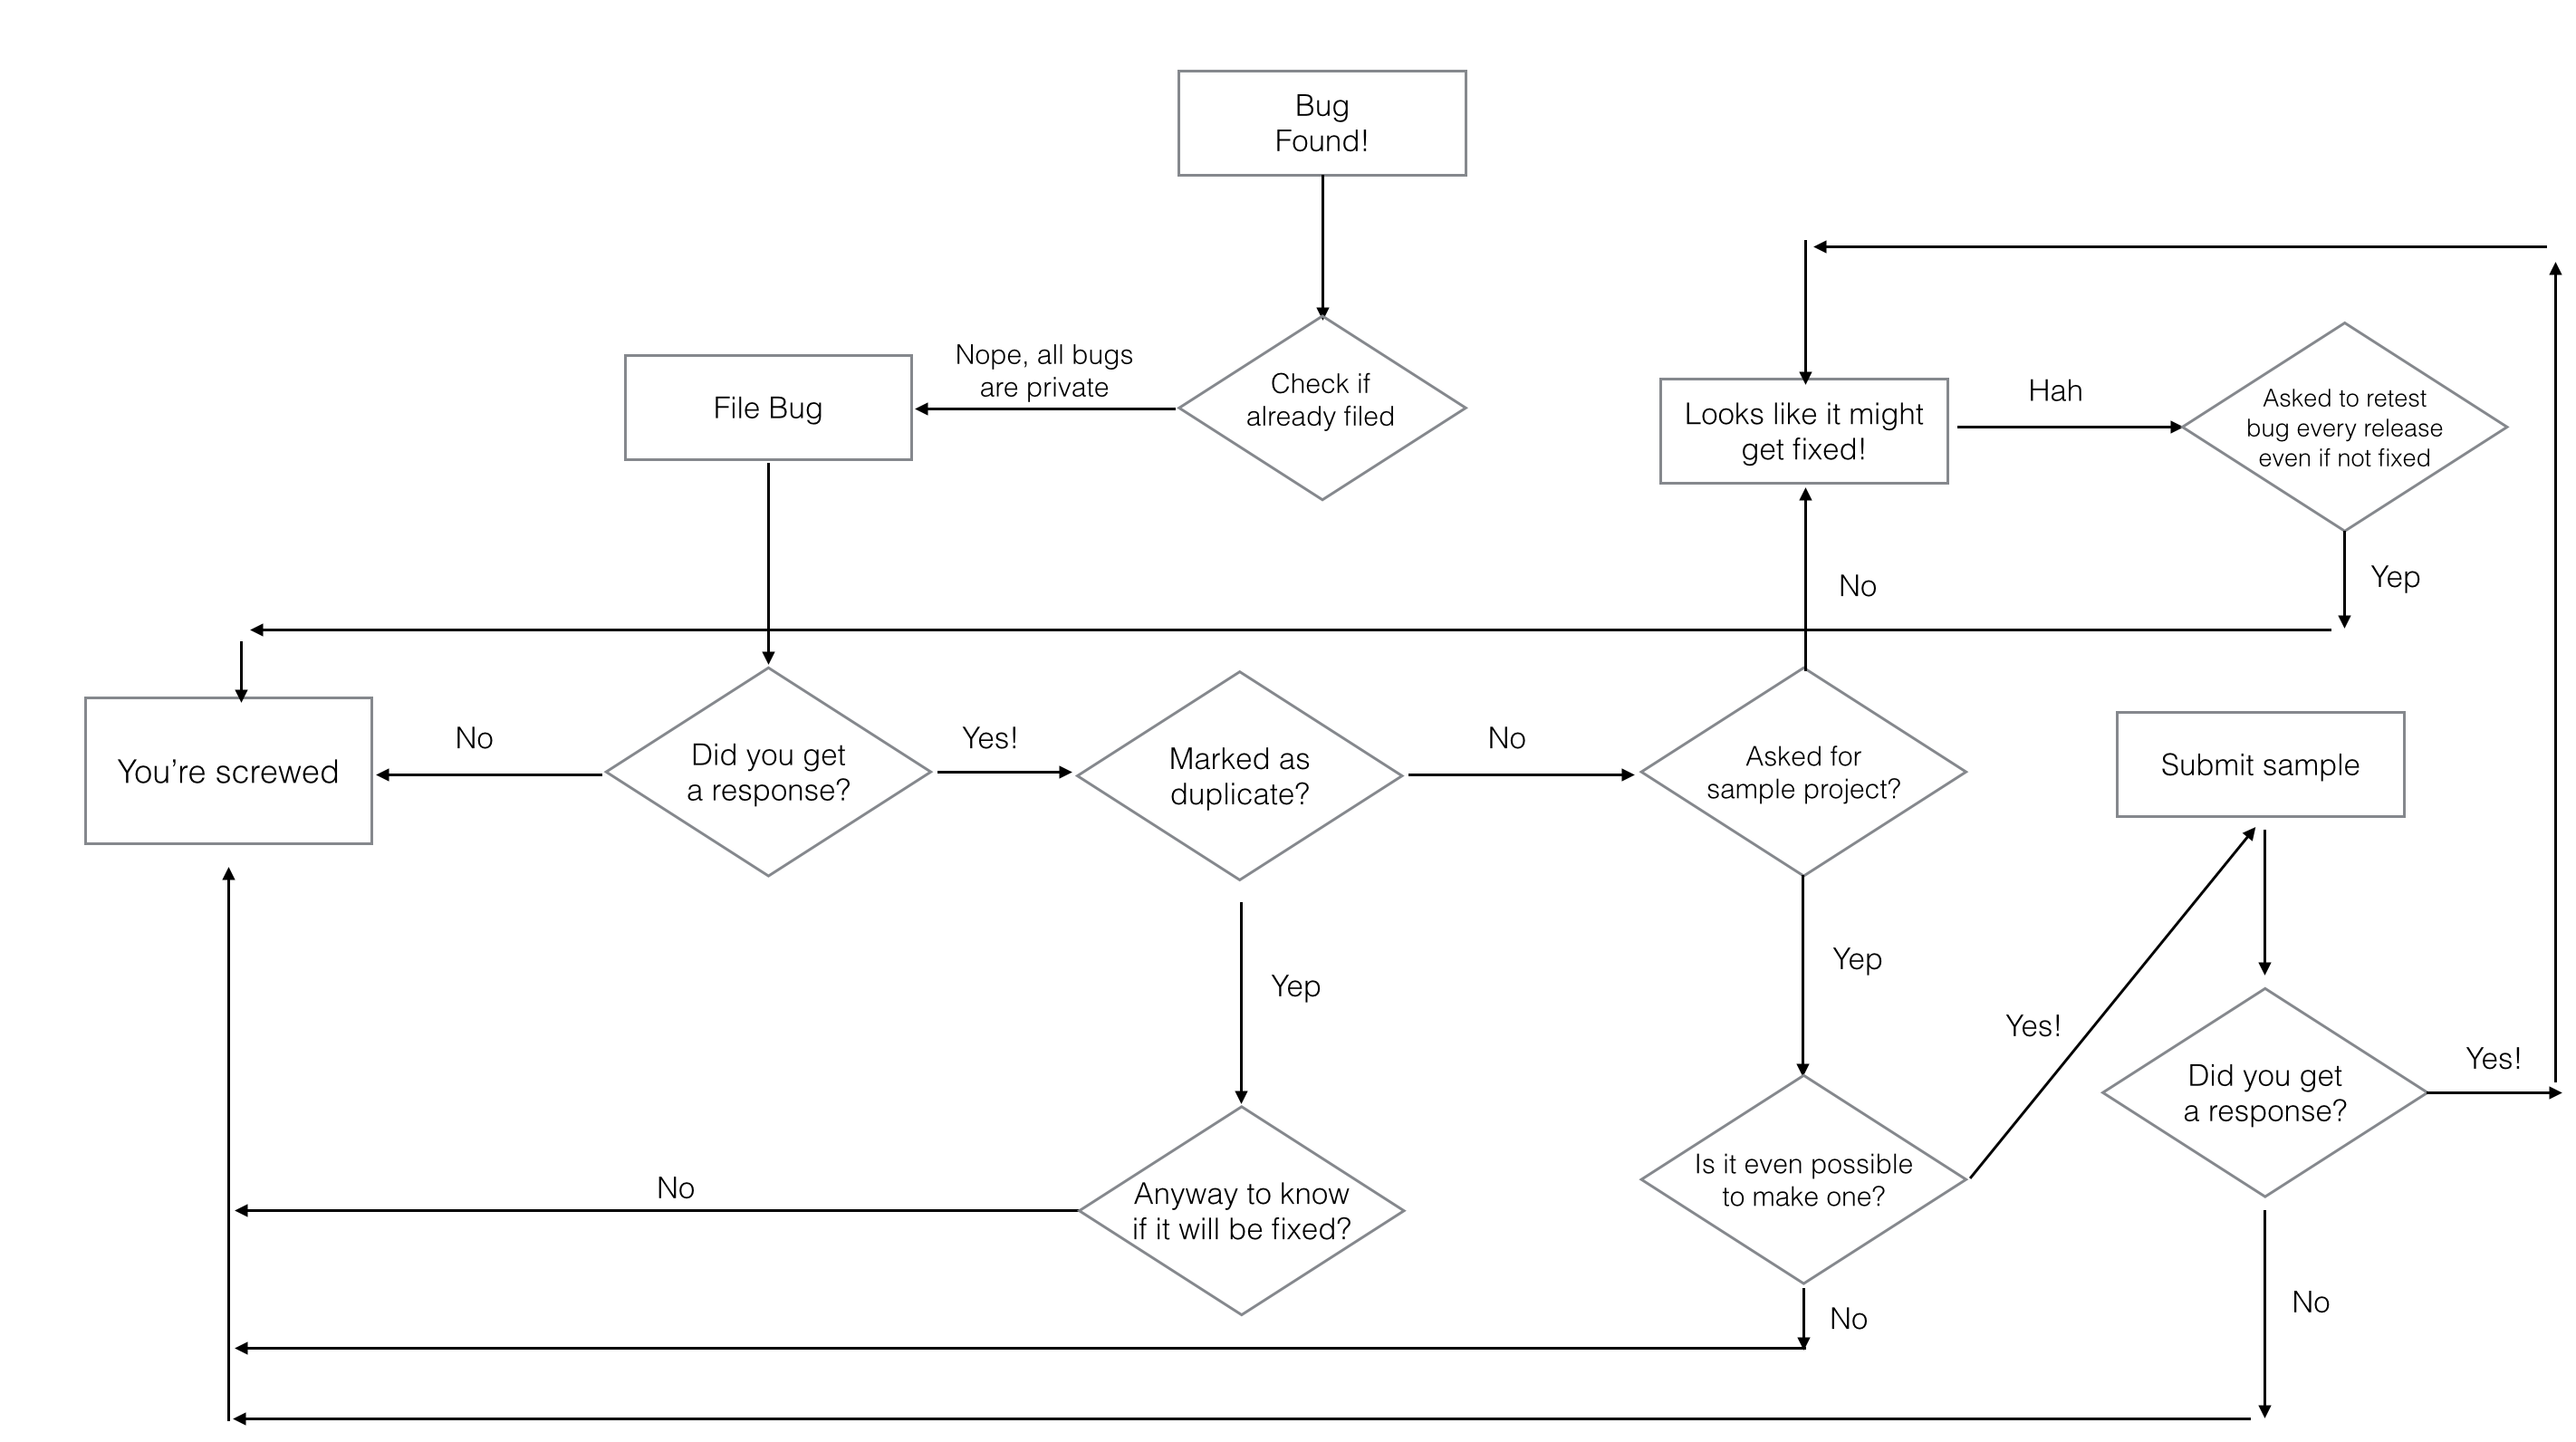 Bug
Found!
Nope, all bugs
are private
Check if
already filed
File Bug
Looks like it might
get fixed!
Hah
Asked to retest
bug every release
even if not fixed
Yep
No
You're screwed
No
Did you get
a response?
Yes!
Marked as
duplicate?
No
Asked for
sample project?
Submit sample
Yep
Yep
Yes!
Did you get
a response?
Yes!
Anyway to know
if it will be fixed?
No
Is it even possible
to make one?
No
No